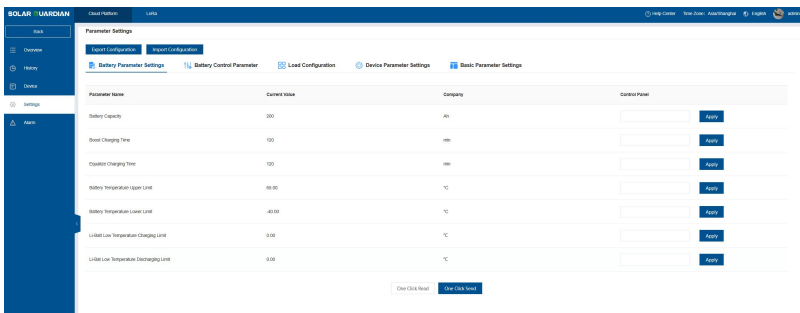 SOLAR GUARDIAN
Cloud Platform LoRa
Help Center Time Zone: Asia/Shanghai English admin
Back
Overview
History
Device
Settings
Alarm
Parameter Settings
Export Configuration Import Configuration
Battery Parameter Settings Battery Control Parameter Load Configuration Device Parameter Settings Basic Parameter Settings
Parameter Name Current Value Company Control Panel
Battery Capacity 200 Ah Apply
Boost Charging Time 120 min Apply
Equalize Charging Time 120 min Apply
Battery Temperature Upper Limit 65.00 °C Apply
Battery Temperature Lower Limit -40.00 °C Apply
Li-Batt Low Temperature Charging Limit 0.00 °C Apply
Li-Bat Low Temperature Discharging Limit 0.00 °C Apply
One Click Read One Click Send